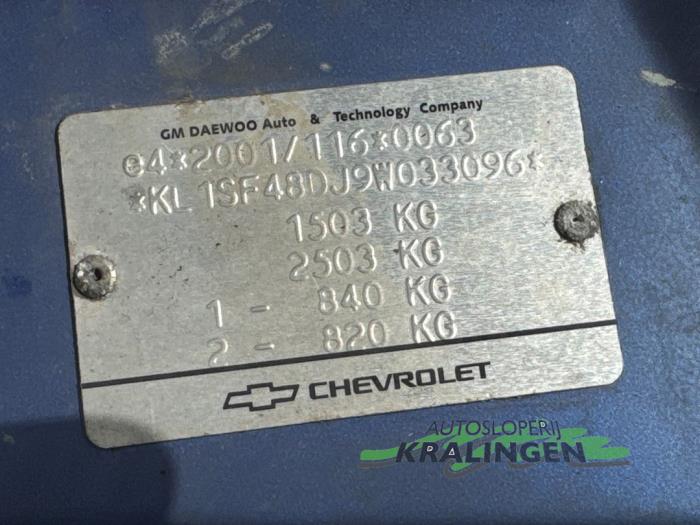 GM DAEWOO Auto & Technology Company
e4*2001/116*0063
*KL1SF48DJ9W033096*
1503 KG
2503 KG
1 - 840 KG
2 - 820 KG
CHEVROLET
AUTOSLOPERIJ
KRALINGEN